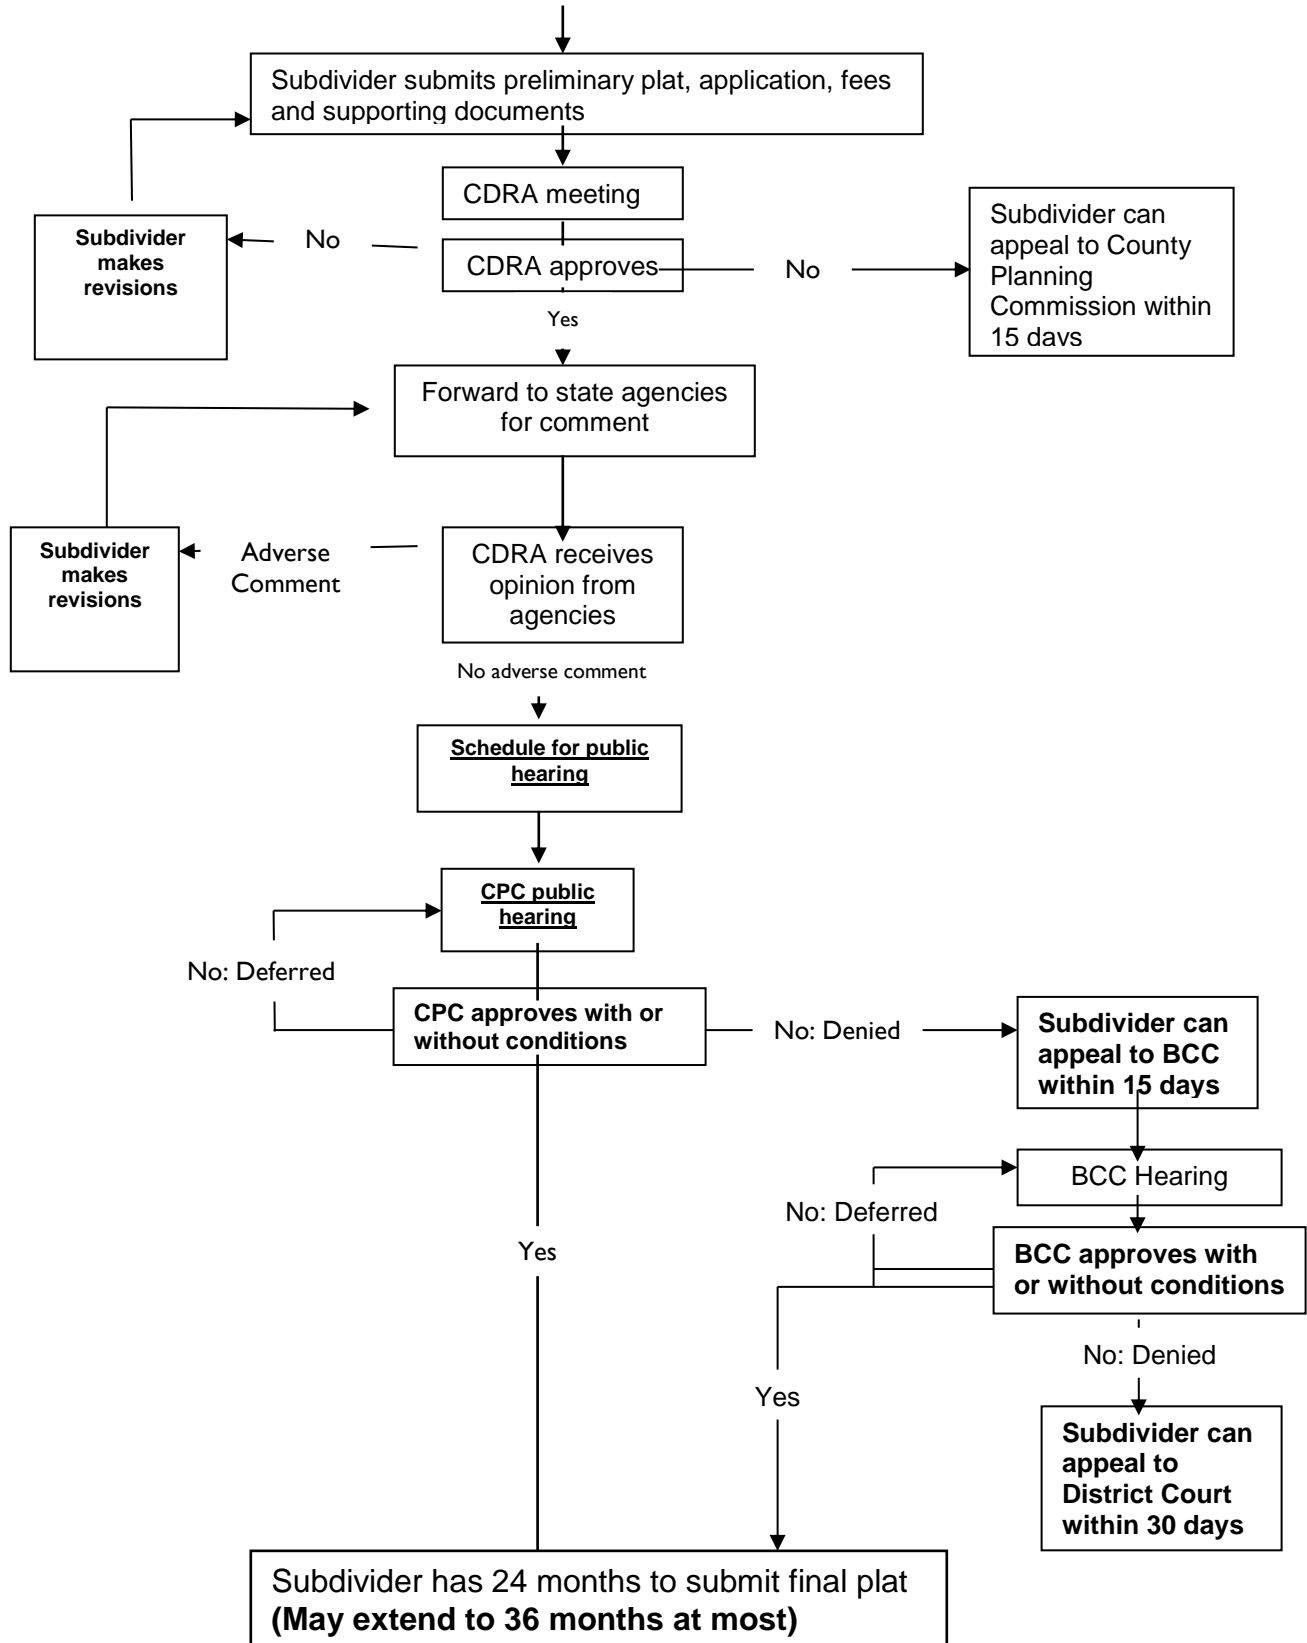 Subdivider submits preliminary plat, application, fees
and supporting documents
CDRA meeting
Subdivider
makes
revisions
No
CDRA approves
No
Subdivider can
appeal to County
Planning
Commission within
15 days
Yes
Forward to state agencies
for comment
Subdivider
makes
revisions
Adverse
Comment
CDRA receives
opinion from
agencies
No adverse comment
Schedule for public
hearing
CPC public
hearing
No: Deferred
CPC approves with or
without conditions
No: Denied
Subdivider can
appeal to BCC
within 15 days
BCC Hearing
No: Deferred
Yes
BCC approves with
or without conditions
No: Denied
Yes
Subdivider can
appeal to
District Court
within 30 days
Subdivider has 24 months to submit final plat
(May extend to 36 months at most)